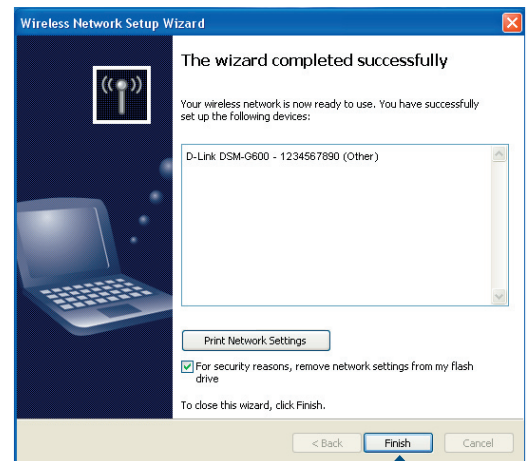 Wireless Network Setup Wizard
The wizard completed successfully
Your wireless network is now ready to use. You have successfully
set up the following devices:
D-Link DSM-G600 - 1234567890 (Other)
Print Network Settings
For security reasons, remove network settings from my flash
drive
To close this wizard, click Finish.
< Back Finish Cancel